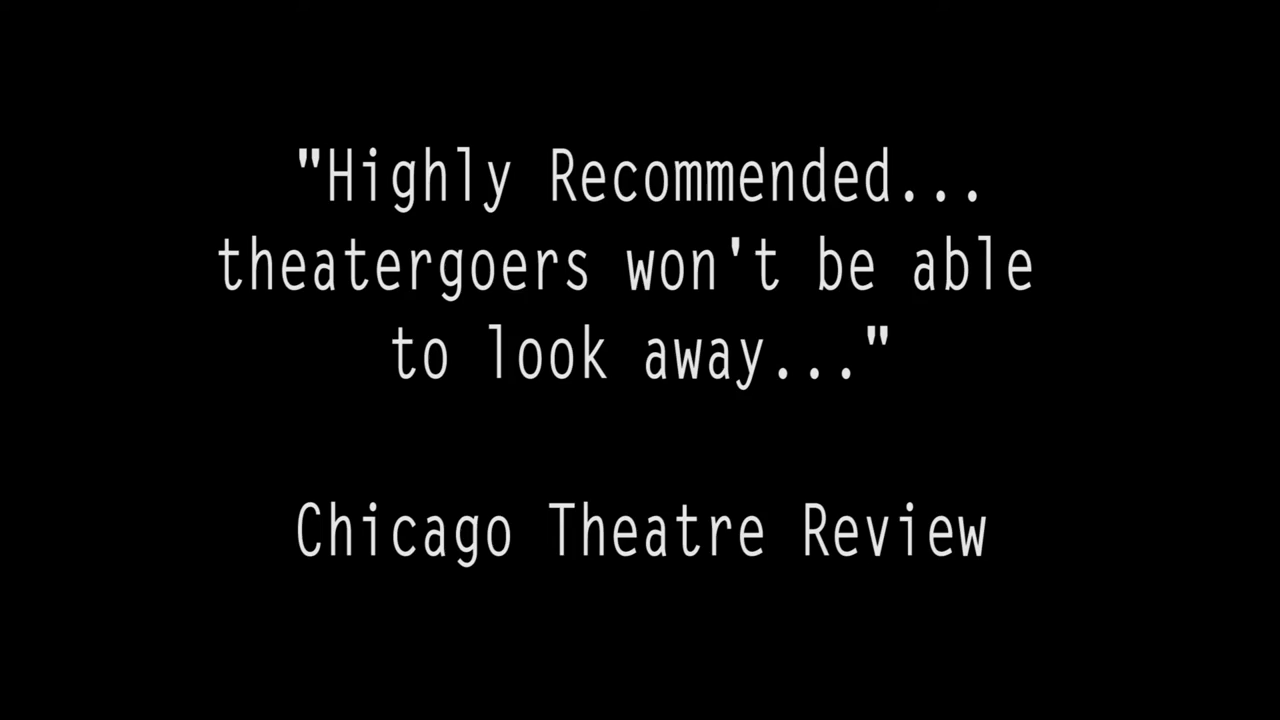 "Highly Recommended...
theatergoers won't be able
to look away..."
Chicago Theatre Review